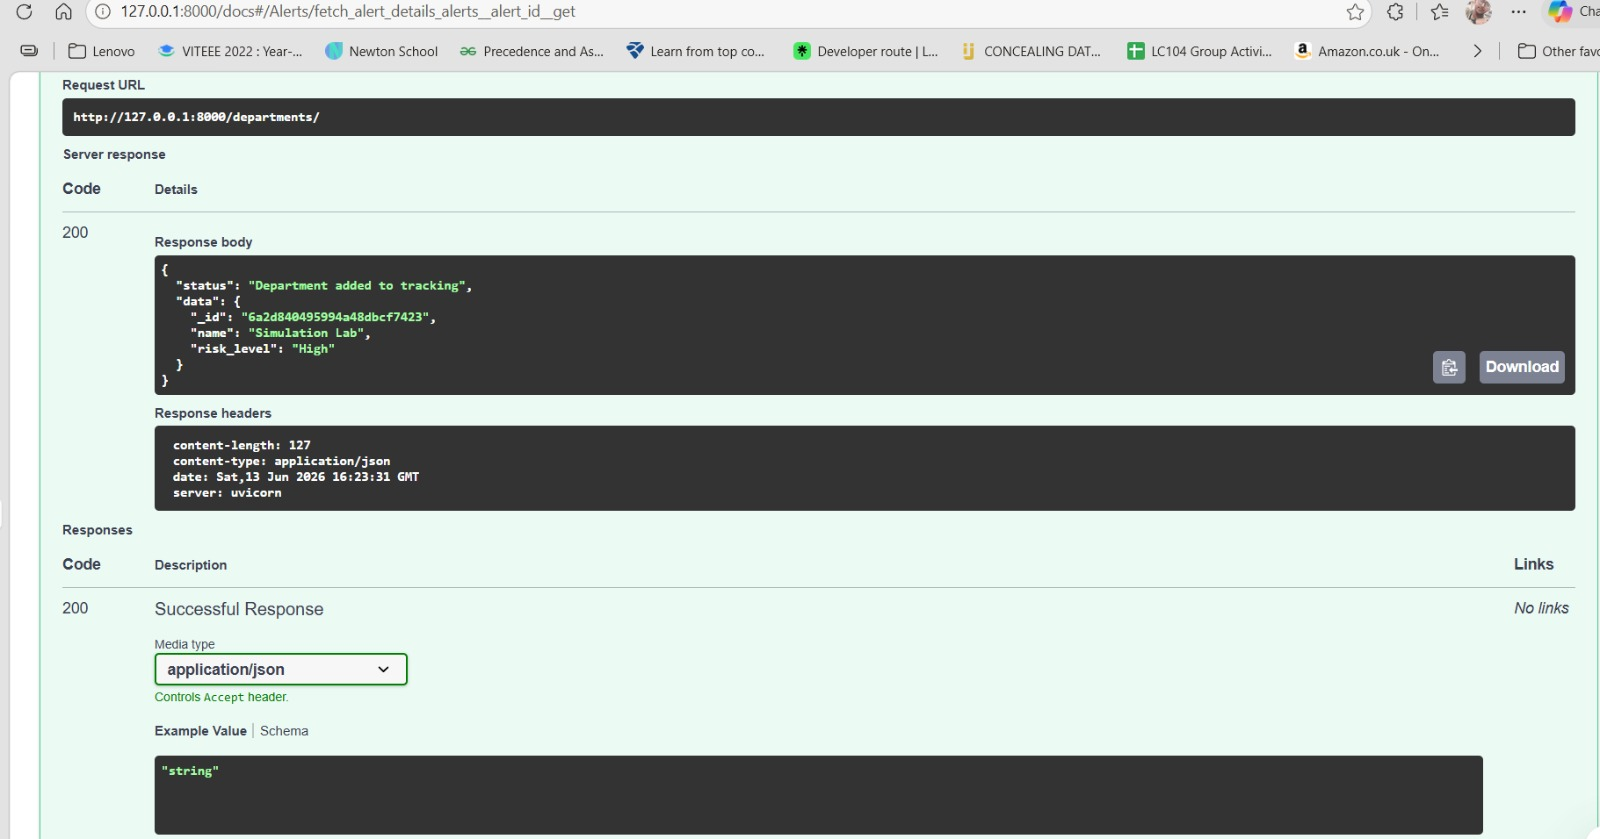 127.0.0.1:8000/docs#/Alerts/fetch_alert_details_alerts__alert_id__get
Lenovo
VITEEE 2022 : Year-...
Newton School
Precedence and As...
Learn from top co...
Developer route | L...
CONCEALING DAT...
LC104 Group Activi...
Amazon.co.uk - On...
Request URL
http://127.0.0.1:8000/departments/
Server response
Code Details
200
Response body
{
"status": "Department added to tracking",
"data": {
"_id": "6a2d840495994a48dbcf7423",
"name": "Simulation Lab",
"risk_level": "High"
}
}
Download
Response headers
content-length: 127
content-type: application/json
date: Sat,13 Jun 2026 16:23:31 GMT
server: uvicorn
Responses
Code Description Links
200 Successful Response No links
Media type
application/json
Controls Accept header.
Example Value | Schema
"string"